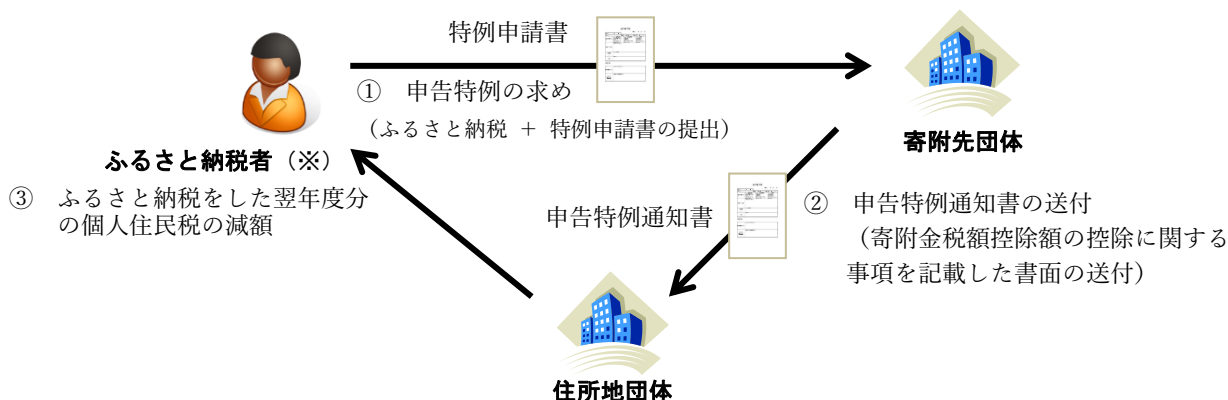 特例申請書
① 申告特例の求め
（ふるさと納税 + 特例申請書の提出）
寄附先団体
ふるさと納税者（※）
③ ふるさと納税をした翌年度分
の個人住民税の減額
申告特例通知書
② 申告特例通知書の送付
（寄附金税額控除額の控除に関する
事項を記載した書面の送付）
住所地団体